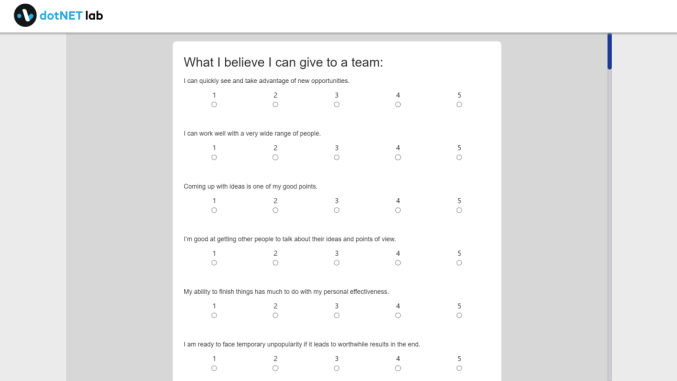 dotNET lab
What I believe I can give to a team:
I can quickly see and take advantage of new opportunities.
1 2 3 4 5
I can work well with a very wide range of people.
1 2 3 4 5
Coming up with ideas is one of my good points.
1 2 3 4 5
I'm good at getting other people to talk about their ideas and points of view.
1 2 3 4 5
My ability to finish things has much to do with my personal effectiveness.
1 2 3 4 5
I am ready to face temporary unpopularity if it leads to worthwhile results in the end.
1 2 3 4 5